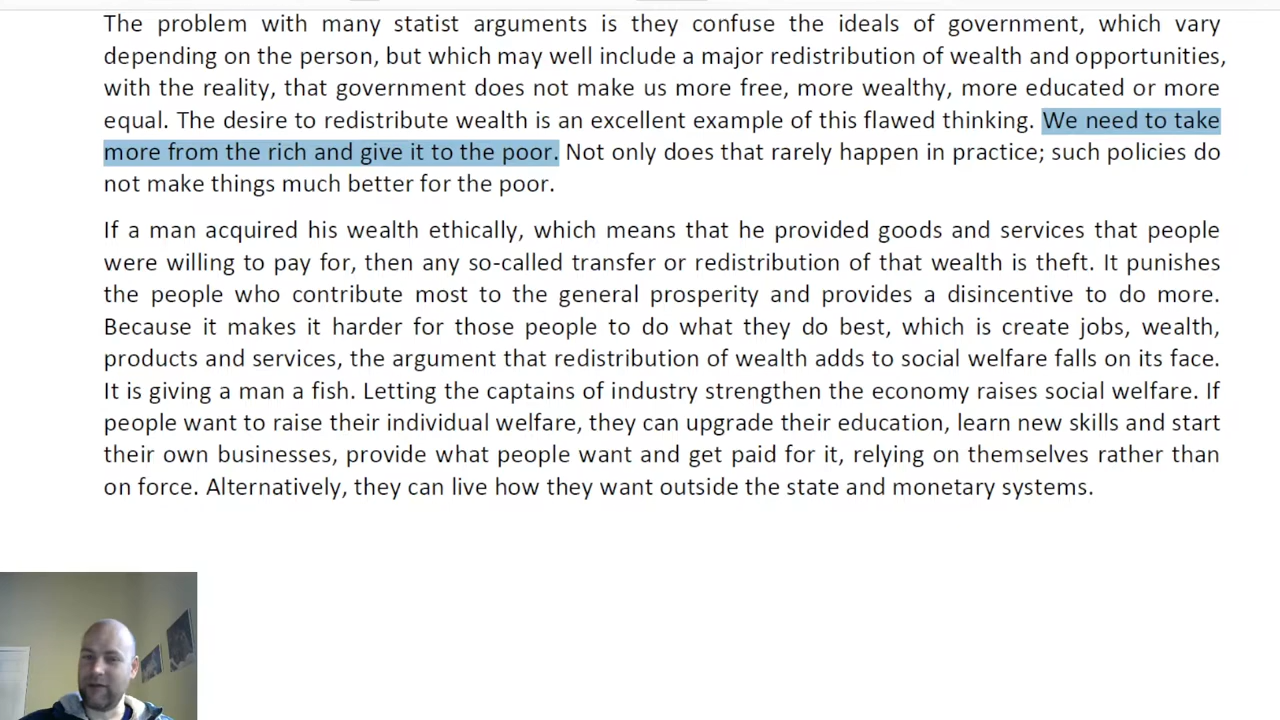 The problem with many statist arguments is they confuse the ideals of government, which vary
depending on the person, but which may well include a major redistribution of wealth and opportunities,
with the reality, that government does not make us more free, more wealthy, more educated or more
equal. The desire to redistribute wealth is an excellent example of this flawed thinking. We need to take
more from the rich and give it to the poor. Not only does that rarely happen in practice; such policies do
not make things much better for the poor.
If a man acquired his wealth ethically, which means that he provided goods and services that people
were willing to pay for, then any so-called transfer or redistribution of that wealth is theft. It punishes
the people who contribute most to the general prosperity and provides a disincentive to do more.
Because it makes it harder for those people to do what they do best, which is create jobs, wealth,
products and services, the argument that redistribution of wealth adds to social welfare falls on its face.
It is giving a man a fish. Letting the captains of industry strengthen the economy raises social welfare. If
people want to raise their individual welfare, they can upgrade their education, learn new skills and start
their own businesses, provide what people want and get paid for it, relying on themselves rather than
on force. Alternatively, they can live how they want outside the state and monetary systems.